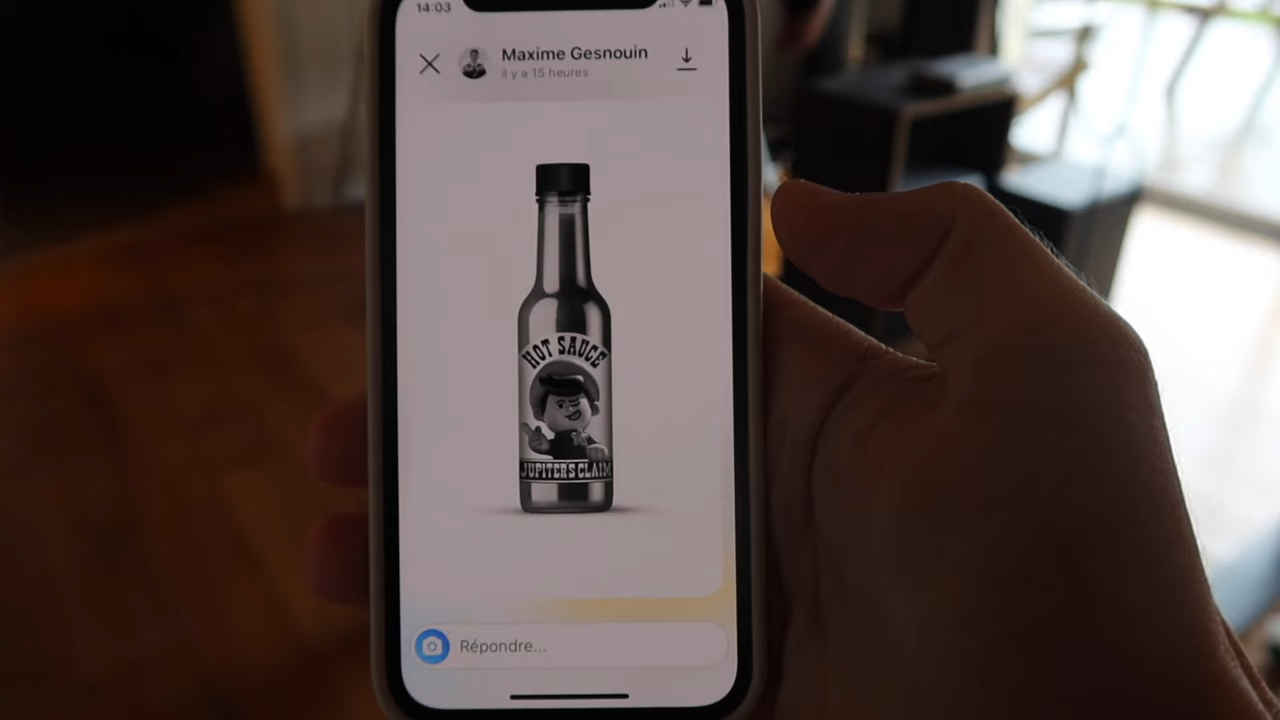 14:03
Maxime Gesnouin
il y a 15 heures
HOT SAUCE
JUPITER'S CLAIM
Répondre...